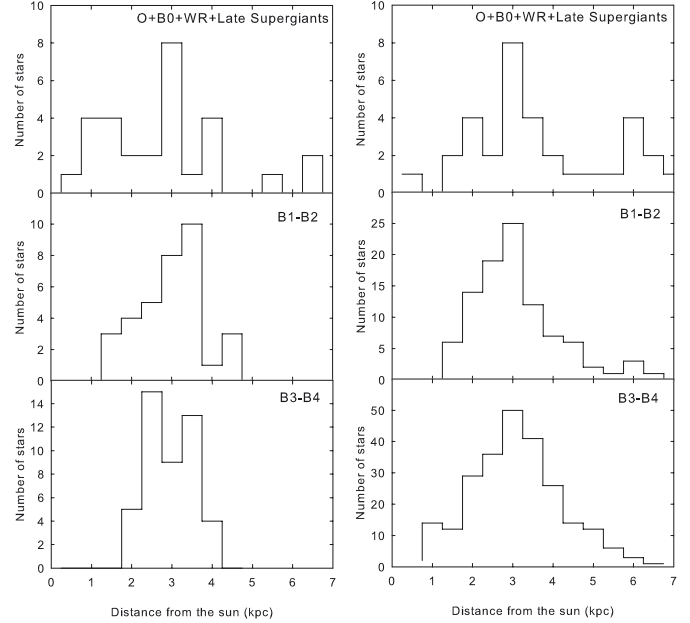 O+B0+WR+Late Supergiants
Number of stars
10
8
6
4
2
0
B1-B2
Number of stars
10
8
6
4
2
0
B3-B4
Number of stars
14
12
10
8
6
4
2
0
0 1 2 3 4 5 6 7
Distance from the sun (kpc)
O+B0+WR+Late Supergiants
Number of stars
10
8
6
4
2
0
B1-B2
Number of stars
25
20
15
10
5
0
B3-B4
Number of stars
50
40
30
20
10
0
0 1 2 3 4 5 6 7
Distance from the sun (kpc)